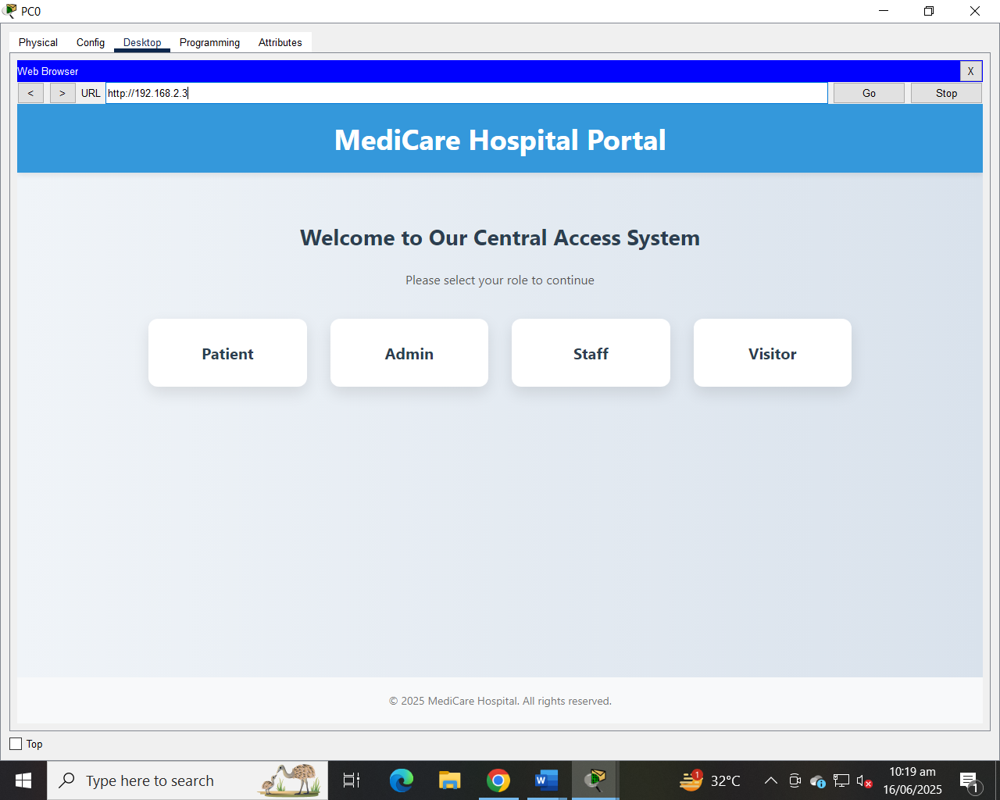 PC0
Physical Config Desktop Programming Attributes
Web Browser X
< > URL http://192.168.2.3 Go Stop
MediCare Hospital Portal
Welcome to Our Central Access System
Please select your role to continue
Patient Admin Staff Visitor
© 2025 MediCare Hospital. All rights reserved.
Top
Type here to search
W
1
32°C
10:19 am
16/06/2025
1